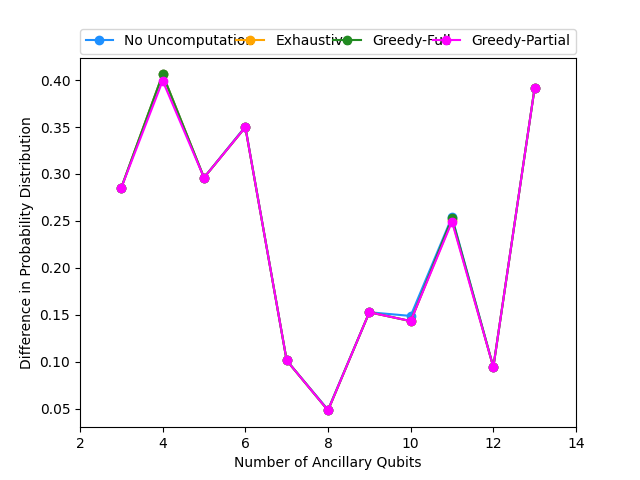 No Uncomputation Exhaustive Greedy-Full Greedy-Partial
0.40
0.35
0.30
0.25
0.20
0.15
0.10
0.05
Difference in Probability Distribution
2 4 6 8 10 12 14
Number of Ancillary Qubits